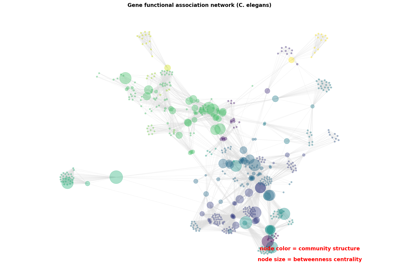 Gene functional association network (C. elegans)
node color = community structure
node size = betweenness centrality